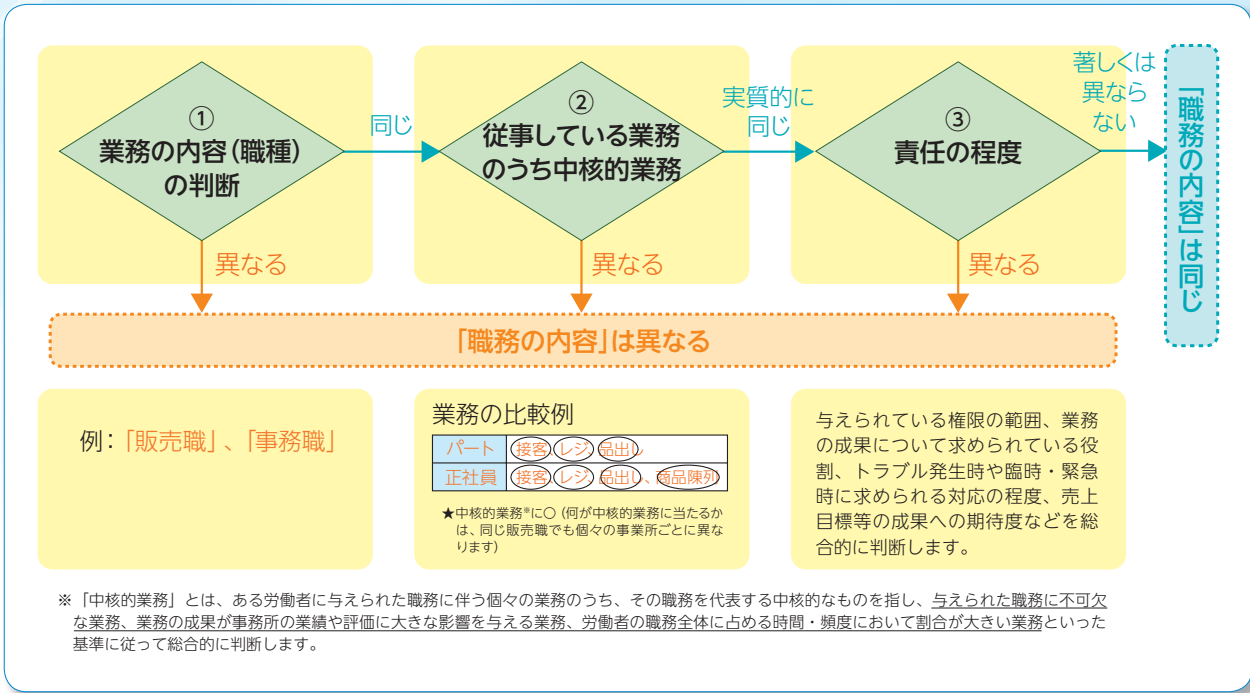 ①
業務の内容(職種)
の判断
同じ
②
従事している業務
のうち中核的業務
実質的に
同じ
③
責任の程度
著しくは
異なら
ない
「職務の内容」は同じ
異なる
異なる
異なる
「職務の内容」は異なる
例:「販売職」、「事務職」
業務の比較例
パート 接客、レジ、品出し
正社員 接客、レジ、品出し、商品陳列
★中核的業務※に〇(何が中核的業務に当たるか
は、同じ販売職でも個々の事業所ごとに異な
ります)
与えられている権限の範囲、業務
の成果について求められている役
割、トラブル発生時や臨時・緊急
時に求められる対応の程度、売上
目標等の成果への期待度などを総
合的に判断します。
※「中核的業務」とは、ある労働者に与えられた職務に伴う個々の業務のうち、その職務を代表する中核的なものを指し、与えられた職務に不可欠
な業務、業務の成果が事務所の業績や評価に大きな影響を与える業務、労働者の職務全体に占める時間・頻度において割合が大きい業務といった
基準に従って総合的に判断します。